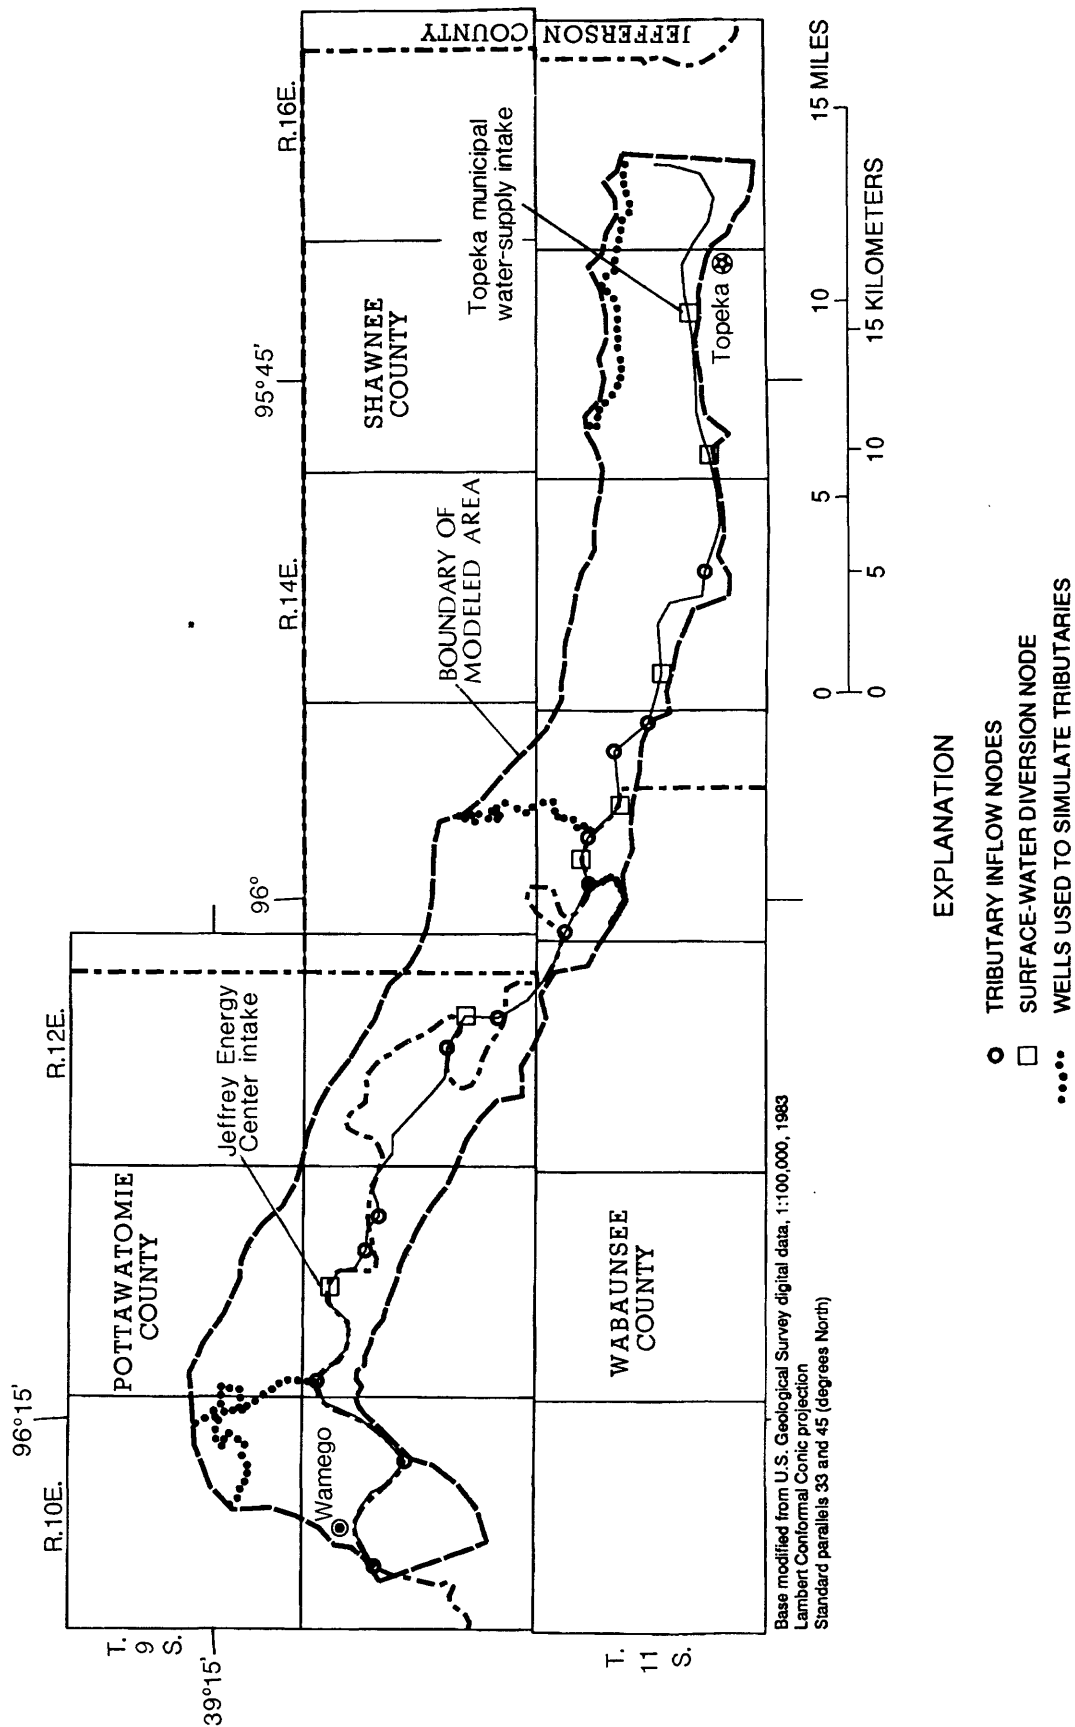 96°15'
96°
95°45'
R.10E.
R.12E.
R.14E.
R.16E.
T.
9
S.
39°15'
T.
11
S.
POTTAWATOMIE
COUNTY
Jeffrey Energy
Center intake
BOUNDARY OF
MODELED AREA
SHAWNEE
COUNTY
Topeka municipal
water-supply intake
JEFFERSON
COUNTY
Wamego
WABAUNSEE
COUNTY
Topeka
Base modified from U.S. Geological Survey digital data, 1:100,000, 1983
Lambert Conformal Conic projection
Standard parallels 33 and 45 (degrees North)
0 5 10 15 MILES
0 5 10 15 KILOMETERS
EXPLANATION
TRIBUTARY INFLOW NODES
SURFACE-WATER DIVERSION NODE
WELLS USED TO SIMULATE TRIBUTARIES